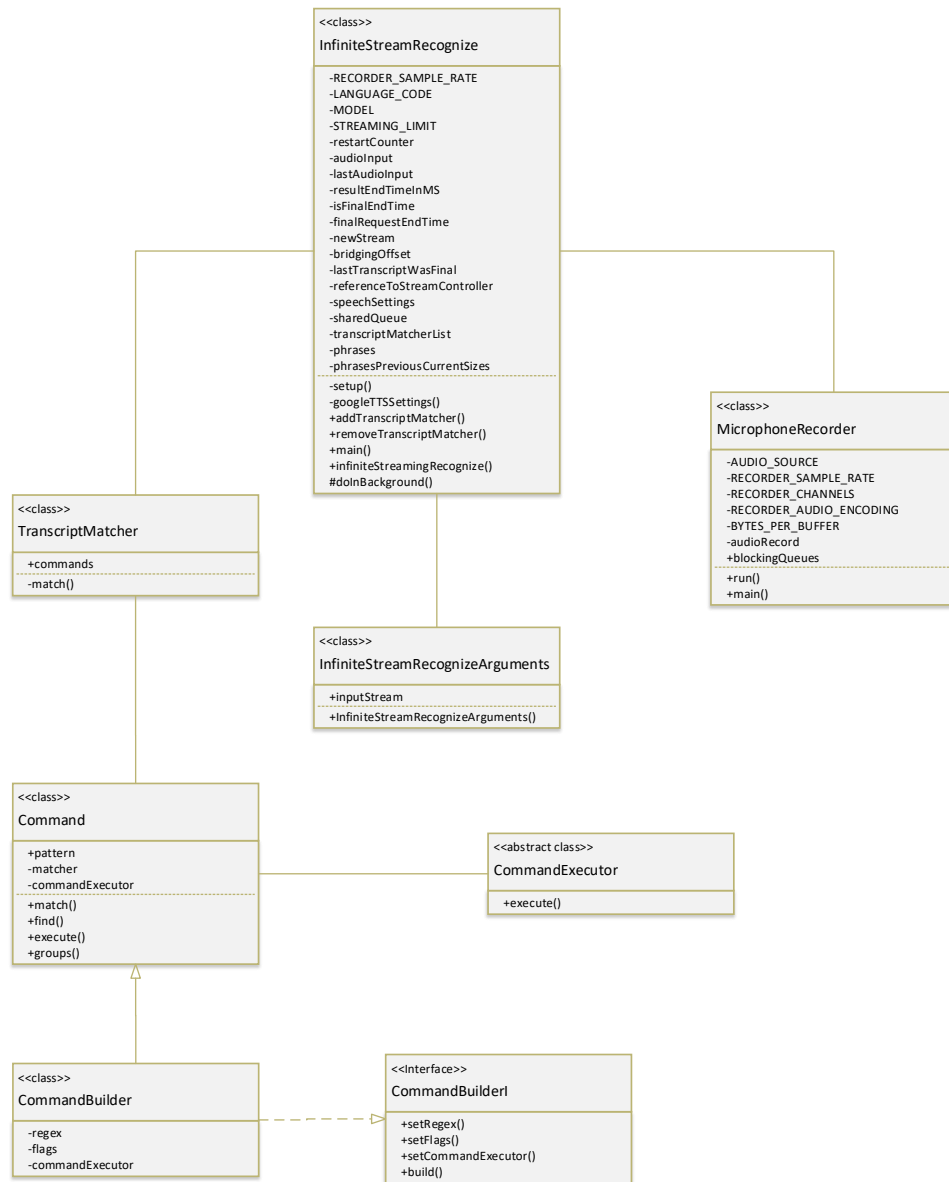 <<class>>
InfiniteStreamRecognize
-RECORDER_SAMPLE_RATE
-LANGUAGE_CODE
-MODEL
-STREAMING_LIMIT
-restartCounter
-audioInput
-lastAudioInput
-resultEndTimeInMS
-isFinalEndTime
-finalRequestEndTime
-newStream
-bridgingOffset
-lastTranscriptWasFinal
-referenceToStreamController
-speechSettings
-sharedQueue
-transcriptMatcherList
-phrases
-phrasesPreviousCurrentSizes
-setup()
-googleTTSSettings()
+addTranscriptMatcher()
+removeTranscriptMatcher()
+main()
+infiniteStreamingRecognize()
#doInBackground()
<<class>>
MicrophoneRecorder
-AUDIO_SOURCE
-RECORDER_SAMPLE_RATE
-RECORDER_CHANNELS
-RECORDER_AUDIO_ENCODING
-BYTES_PER_BUFFER
-audioRecord
+blockingQueues
+run()
+main()
<<class>>
TranscriptMatcher
+commands
-match()
<<class>>
InfiniteStreamRecognizeArguments
+inputStream
+InfiniteStreamRecognizeArguments()
<<class>>
Command
+pattern
-matcher
-commandExecutor
+match()
+find()
+execute()
+groups()
<<abstract class>>
CommandExecutor
+execute()
<<class>>
CommandBuilder
-regex
-flags
-commandExecutor
<<Interface>>
CommandBuilderI
+setRegex()
+setFlags()
+setCommandExecutor()
+build()